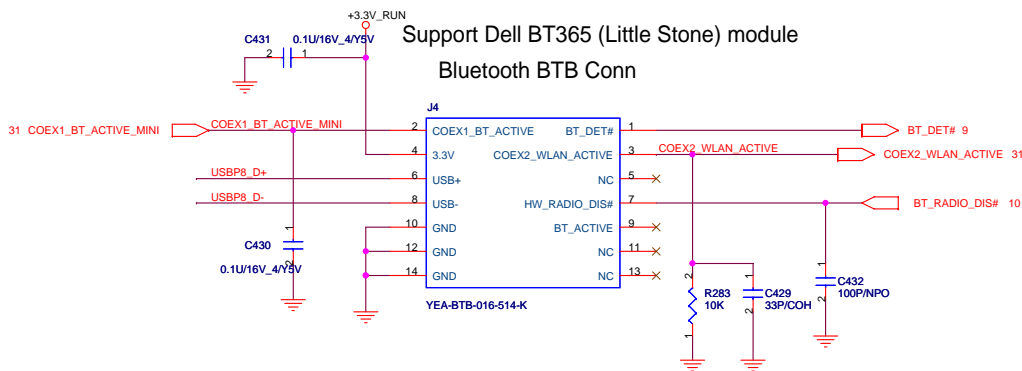 +3.3V_RUN
Support Dell BT365 (Little Stone) module
Bluetooth BTB Conn
C431
0.1U/16V_4/Y5V
2
1
J4
31 COEX1_BT_ACTIVE_MINI
COEX1_BT_ACTIVE_MINI
2
COEX1_BT_ACTIVE
BT_DET#
1
BT_DET# 9
4
3.3V
COEX2_WLAN_ACTIVE
3
COEX2_WLAN_ACTIVE
COEX2_WLAN_ACTIVE 31
USBP8_D+
6
USB+
NC
5
USBP8_D-
8
USB-
HW_RADIO_DIS#
7
BT_RADIO_DIS# 10
10
GND
BT_ACTIVE
9
12
GND
NC
11
14
GND
NC
13
YEA-BTB-016-514-K
1
C430
0.1U/16V_4/Y5V
2
2
R283
10K
1
1
C429
33P/COH
2
1
C432
100P/NPO
2